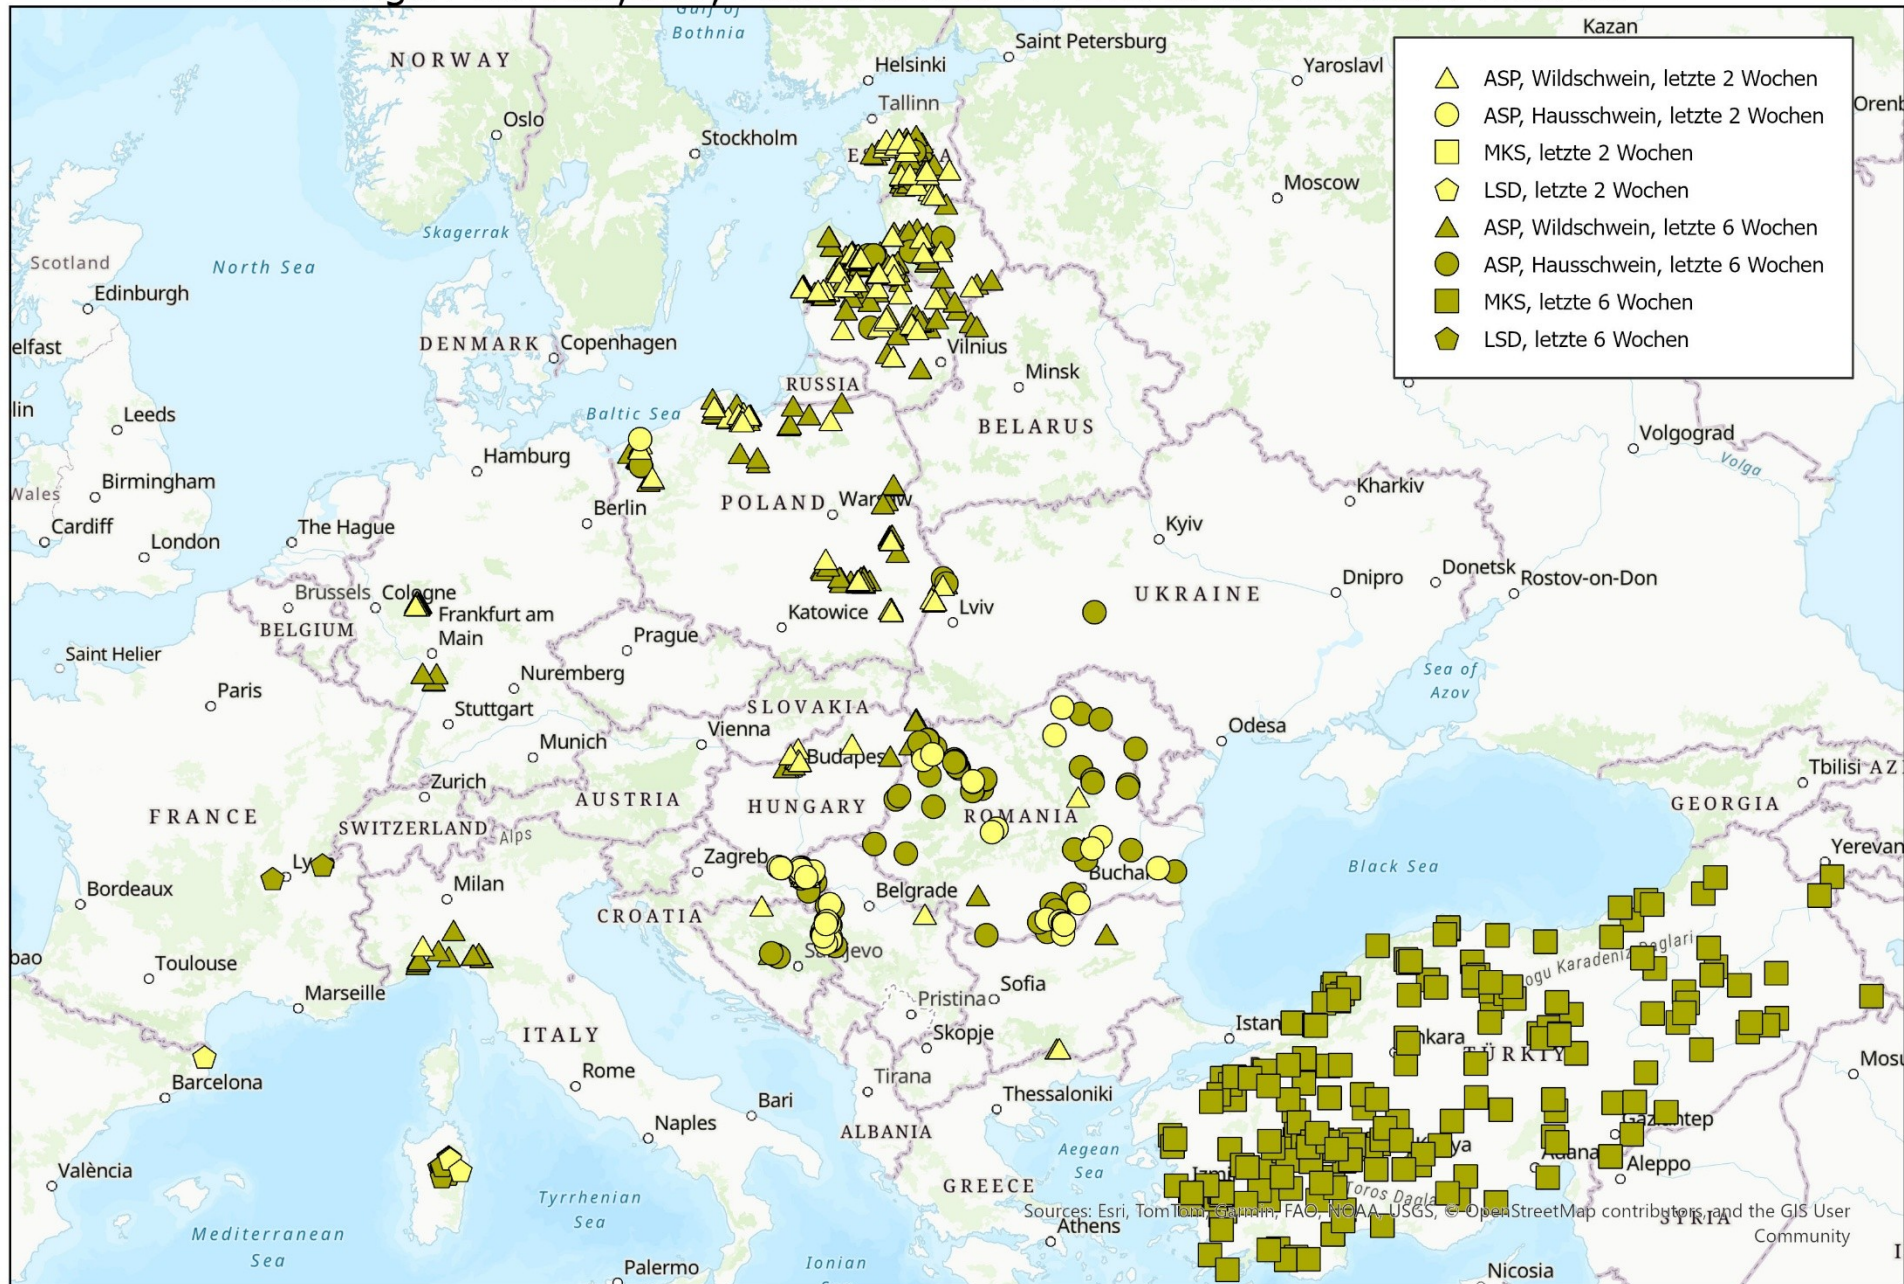 Kazan
Gulf of
Bothnia
Saint Petersburg
NORWAY
Helsinki
Yaroslavl
ASP, Wildschwein, letzte 2 Wochen
ASP, Hausschwein, letzte 2 Wochen
MKS, letzte 2 Wochen
LSD, letzte 2 Wochen
ASP, Wildschwein, letzte 6 Wochen
ASP, Hausschwein, letzte 6 Wochen
MKS, letzte 6 Wochen
LSD, letzte 6 Wochen
Tallinn
Oslo
Stockholm
Moscow
Skagerrak
Scotland
North Sea
Edinburgh
DENMARK
Copenhagen
Vilnius
RUSSIA
Minsk
Baltic Sea
Leeds
BELARUS
Volgograd
Volga
Hamburg
Birmingham
Wales
POLAND
Kharkiv
Berlin
Cardiff
The Hague
Kyiv
London
Donetsk
Dnipro
Rostov-on-Don
Brussels
Cologne
UKRAINE
Katowice
Lviv
Frankfurt am
Main
BELGIUM
Prague
Saint Helier
Nuremberg
Sea of
Azov
Paris
Stuttgart
SLOVAKIA
Vienna
Odesa
Munich
Zurich
Tbilisi
AUSTRIA
HUNGARY
GEORGIA
FRANCE
ROMANIA
SWITZERLAND
Alps
Yerevan
Zagreb
Black Sea
Milan
Bordeaux
Belgrade
CROATIA
Toulouse
Marseille
Sofia
Pristina
ITALY
Skopje
Rome
Tirana
Barcelona
Thessaloniki
Bari
Naples
ALBANIA
Aegean
Sea
València
Aleppo
GREECE
Tyrrhenian
Sea
Toros
Sources: Esri, TomTom, Garmin, FAO, NOAA, USGS, © OpenStreetMap contributors, and the GIS User
Community
SYRIA
Athens
Mediterranean
Sea
Ionian
Palermo
Nicosia